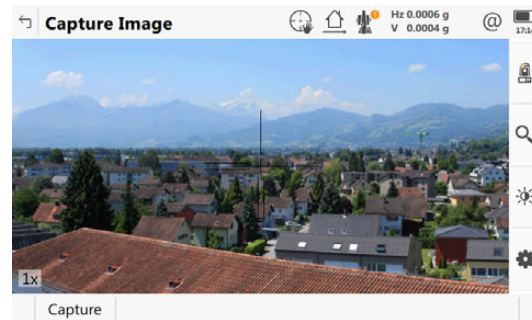 Capture Image
Hz 0.0006 g
V 0.0004 g
@
1x
Capture